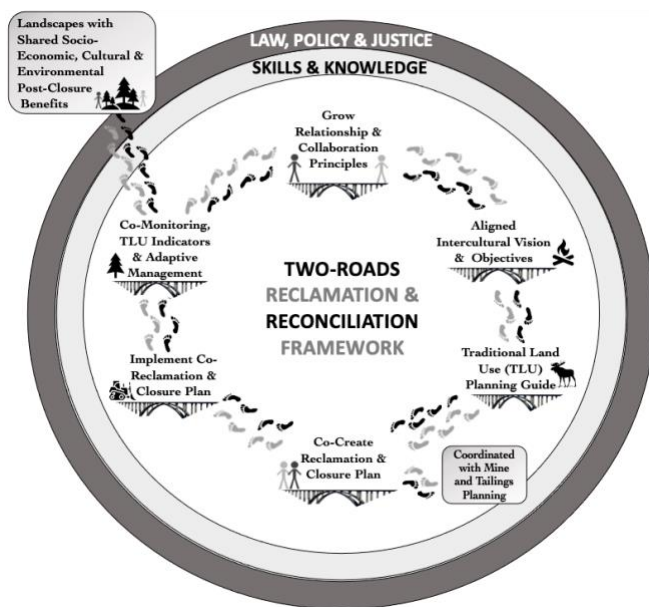 Landscapes with
Shared Socio-
Economic, Cultural &
Environmental
Post-Closure
Benefits
LAW, POLICY & JUSTICE
SKILLS & KNOWLEDGE
Grow
Relationship &
Collaboration
Principles
Aligned
Intercultural Vision
& Objectives
Traditional Land
Use (TLU)
Planning Guide
Coordinated
with Mine
and Tailings
Planning
Co-Create
Reclamation &
Closure Plan
Implement Co-
Reclamation &
Closure Plan
Co-Monitoring,
TLU Indicators
& Adaptive
Management
TWO-ROADS
RECLAMATION &
RECONCILIATION
FRAMEWORK